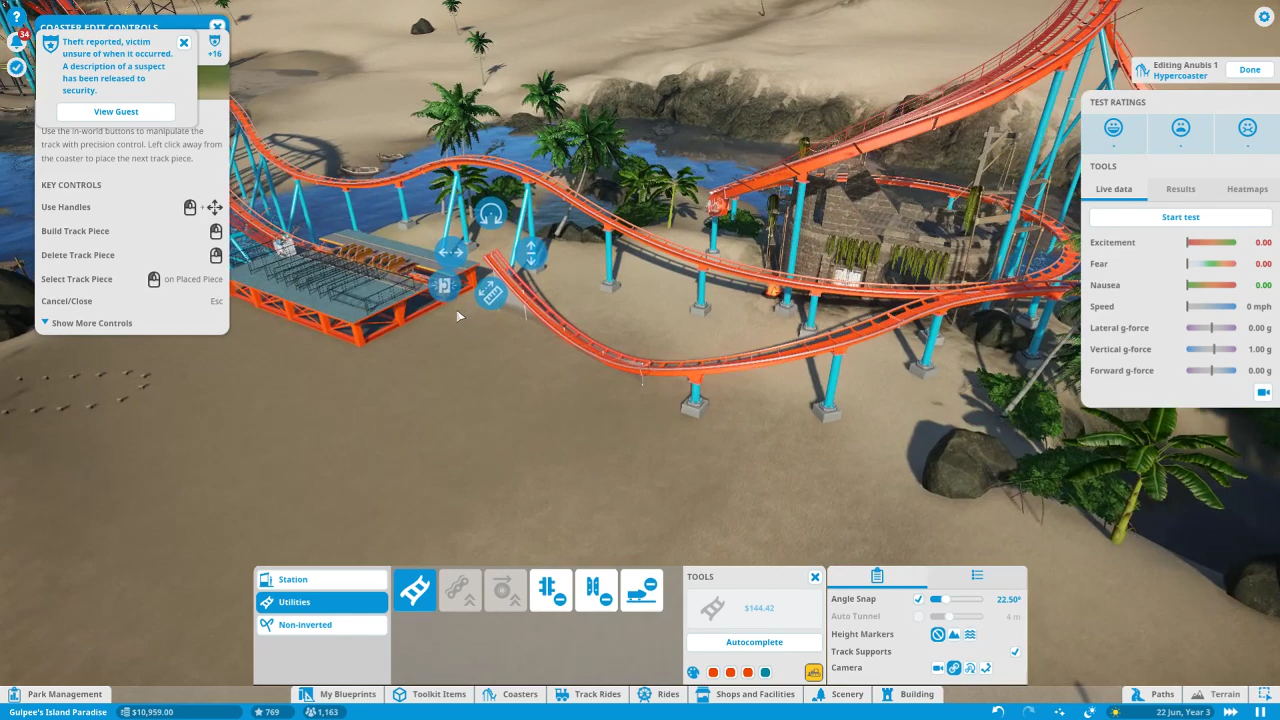 COASTER EDIT CONTROLS
34
Theft reported, victim
unsure of when it occurred.
A description of a suspect
has been released to
security.
+16
View Guest
Use the in-world buttons to manipulate the
track with precision control. Left click away from
the coaster to place the next track piece.
KEY CONTROLS
Use Handles
+
Build Track Piece
Delete Track Piece
Select Track Piece
on Placed Piece
Cancel/Close
Esc
Show More Controls
Editing Anubis 1
Hypercoaster
Done
TEST RATINGS
-
-
-
TOOLS
Live data
Results
Heatmaps
Start test
Excitement
0.00
Fear
0.00
Nausea
0.00
Speed
0 mph
Lateral g-force
0.00 g
Vertical g-force
1.00 g
Forward g-force
0.00 g
Station
Utilities
Non-inverted
TOOLS
$144.42
Autocomplete
Angle Snap
22.50°
Auto Tunnel
4 m
Height Markers
Track Supports
Camera
Park Management
My Blueprints
Toolkit Items
Coasters
Track Rides
Rides
Shops and Facilities
Scenery
Building
Paths
Terrain
Gulpee's Island Paradise
$10,959.00
769
1,163
22 Jun, Year 3